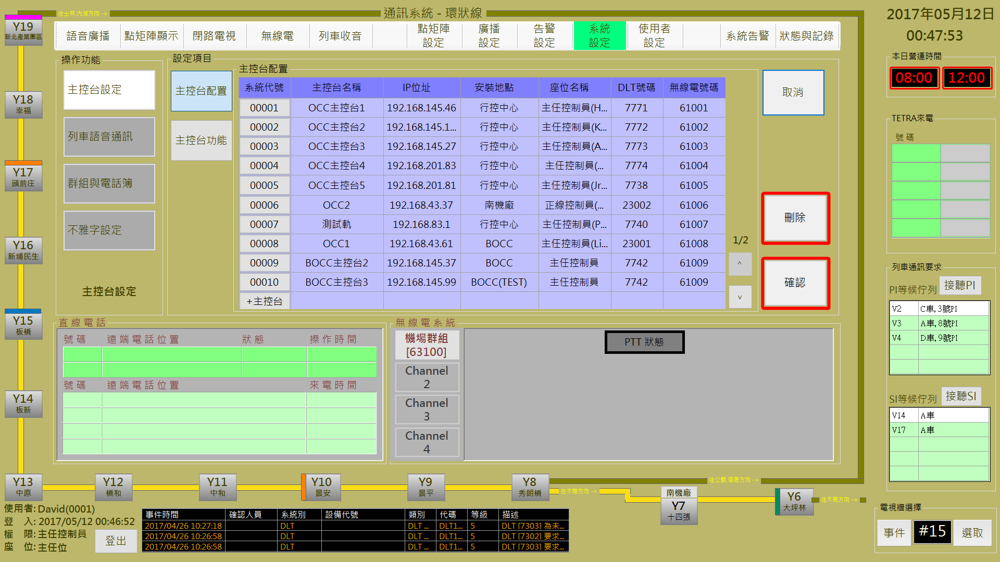 往士林,內湖方向 ->
通訊系統 - 環狀線
2017年05月12日
00:47:53
語音廣播 點矩陣顯示 閉路電視 無線電 列車收音 點矩陣設定 廣播設定 告警設定 系統設定 使用者設定 系統告警 狀態與記錄
Y19
新北產業園區
Y18
幸福
Y17
頭前庄
Y16
新埔民生
Y15
板橋
Y14
板新
操作功能
主控台設定
列車語音通訊
群組與電話簿
不雅字設定
主控台設定
設定項目
主控台配置
主控台功能
主控台配置
系統代號 主控台名稱 IP位址 安裝地點 座位名稱 DLT號碼 無線電號碼
00001 OCC主控台1 192.168.145.46 行控中心 主任控制員(H... 7771 61001
00002 OCC主控台2 192.168.145.1... 行控中心 主任控制員(K... 7772 61002
00003 OCC主控台3 192.168.145.27 行控中心 主任控制員(A... 7773 61003
00004 OCC主控台4 192.168.201.83 行控中心 主任控制員(... 7774 61004
00005 OCC主控台5 192.168.201.81 行控中心 主任控制員(Jr... 7738 61005
00006 OCC2 192.168.43.37 南機廠 正線控制員(... 23002 61006
00007 測試軌 192.168.83.1 行控中心 主任控制員(P... 7740 61007
00008 OCC1 192.168.43.61 BOCC 主任控制員(Li... 23001 61008
00009 BOCC主控台2 192.168.145.37 BOCC 主任控制員 7742 61009
00010 BOCC主控台3 192.168.145.99 BOCC(TEST) 主任控制員 7742 61009
+主控台
1/2
^
v
取消
刪除
確認
本日營運時間
08:00 12:00
TETRA來電
號 碼
列車通訊要求
PI等候佇列 接聽PI
V2 C車,3號PI
V3 A車,8號PI
V4 D車,9號PI
SI等候佇列 接聽SI
V14 A車
V17 A車
直 線 電 話
號 碼 遠 端 電 話 位 置 狀 態 操 作 時 間
號 碼 遠 端 電 話 位 置 來 電 時 間
無 線 電 系 統
機場群組
[63100]
Channel
2
Channel
3
Channel
4
PTT 狀態
Y13
中原
Y12
橋和
Y11
中和
Y10
景安
Y9
景平
Y8
秀朗橋
往公館,信義方向 ->
往木柵方向 ->
南機廠
Y7
十四張
Y6
大坪林
往木柵方向 ->
使用者: David(0001)
登 入: 2017/05/12 00:46:52
權 限: 主任控制員
座 位: 主任位
登出
事件時間 確認人員 系統別 設備代號 類別 代碼 等級 描述
2017/04/26 10:27:18 DLT DLT ... DLT1... 5 DLT [7303] 為未...
2017/04/26 10:26:58 DLT DLT ... DLT1... 5 DLT [7302] 要求...
2017/04/26 10:26:58 DLT DLT ... DLT1... 5 DLT [7303] 要求...
電視牆選擇
事件 #15 選取